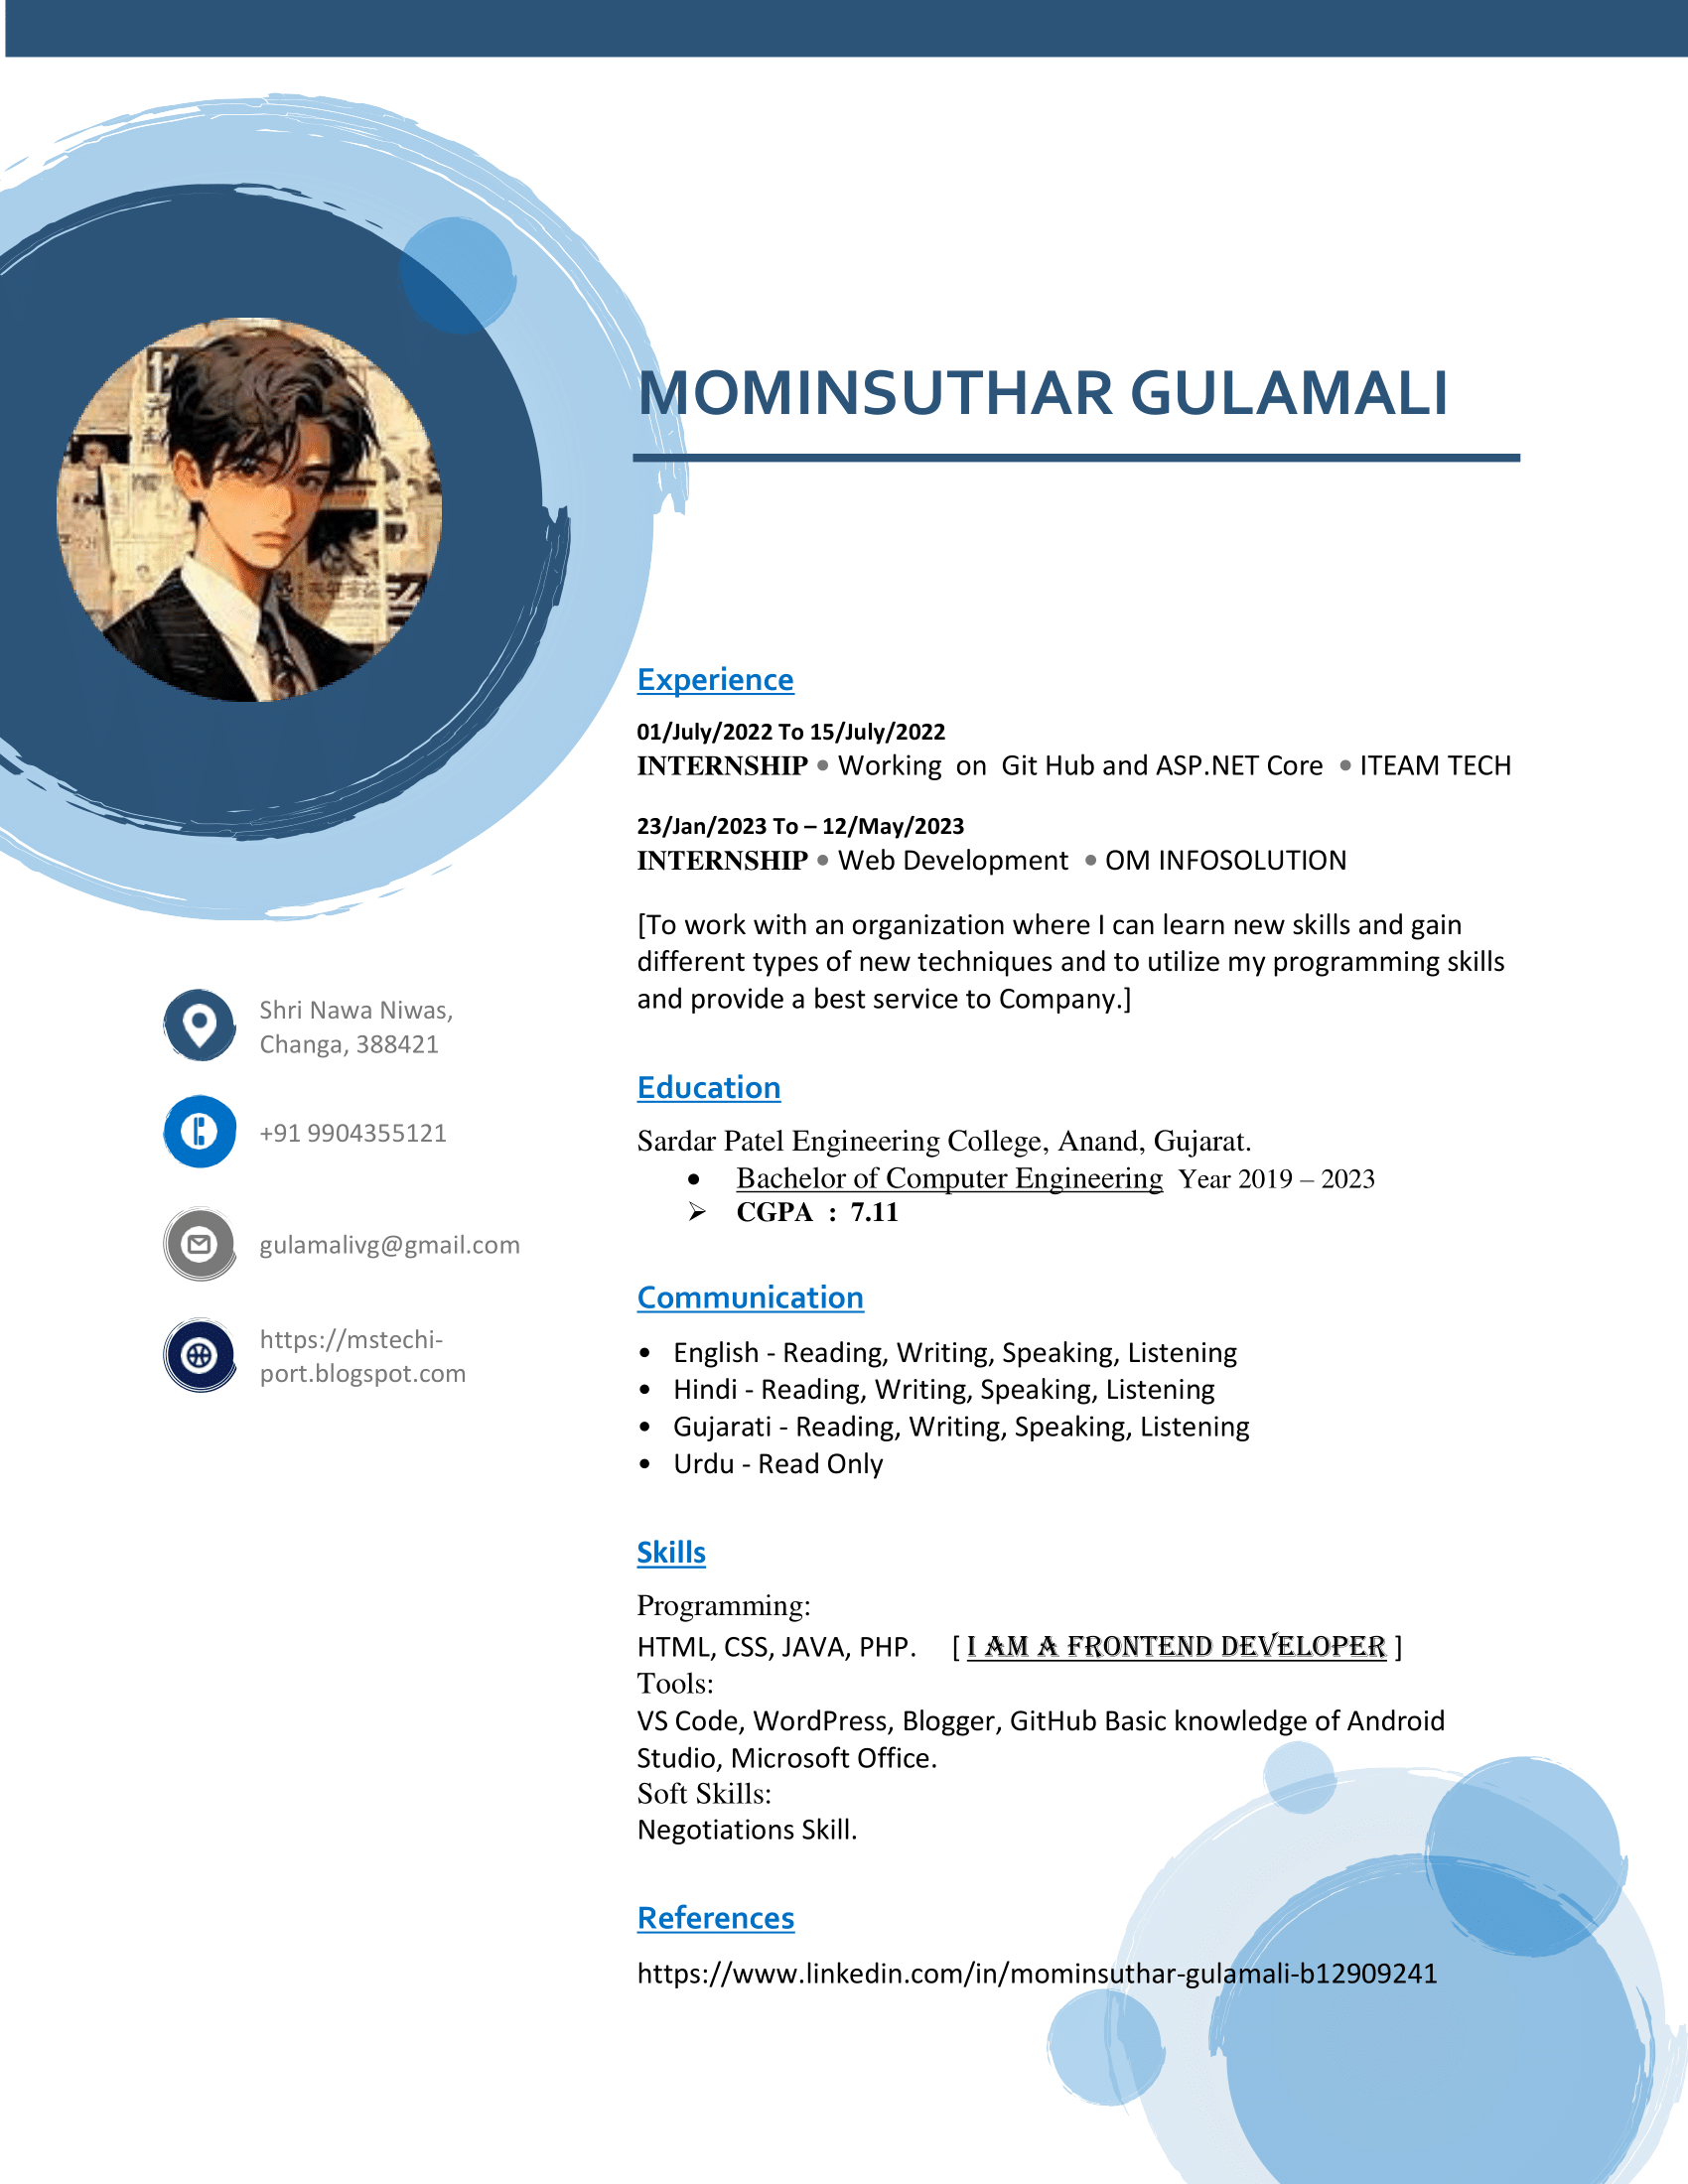 MOMINSUTHAR GULAMALI
Shri Nawa Niwas,
Changa, 388421
+91 9904355121
gulamalivg@gmail.com
https://mstechi-
port.blogspot.com
Experience
01/July/2022 To 15/July/2022
INTERNSHIP • Working on Git Hub and ASP.NET Core • ITEAM TECH
23/Jan/2023 To – 12/May/2023
INTERNSHIP • Web Development • OM INFOSOLUTION
[To work with an organization where I can learn new skills and gain
different types of new techniques and to utilize my programming skills
and provide a best service to Company.]
Education
Sardar Patel Engineering College, Anand, Gujarat.
• Bachelor of Computer Engineering Year 2019 – 2023
➢ CGPA : 7.11
Communication
• English - Reading, Writing, Speaking, Listening
• Hindi - Reading, Writing, Speaking, Listening
• Gujarati - Reading, Writing, Speaking, Listening
• Urdu - Read Only
Skills
Programming:
HTML, CSS, JAVA, PHP. [ I AM A FRONTEND DEVELOPER ]
Tools:
VS Code, WordPress, Blogger, GitHub Basic knowledge of Android
Studio, Microsoft Office.
Soft Skills:
Negotiations Skill.
References
https://www.linkedin.com/in/mominsuthar-gulamali-b12909241